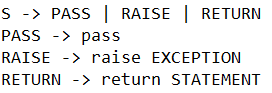 S -> PASS | RAISE | RETURN
PASS -> pass
RAISE -> raise EXCEPTION
RETURN -> return STATEMENT